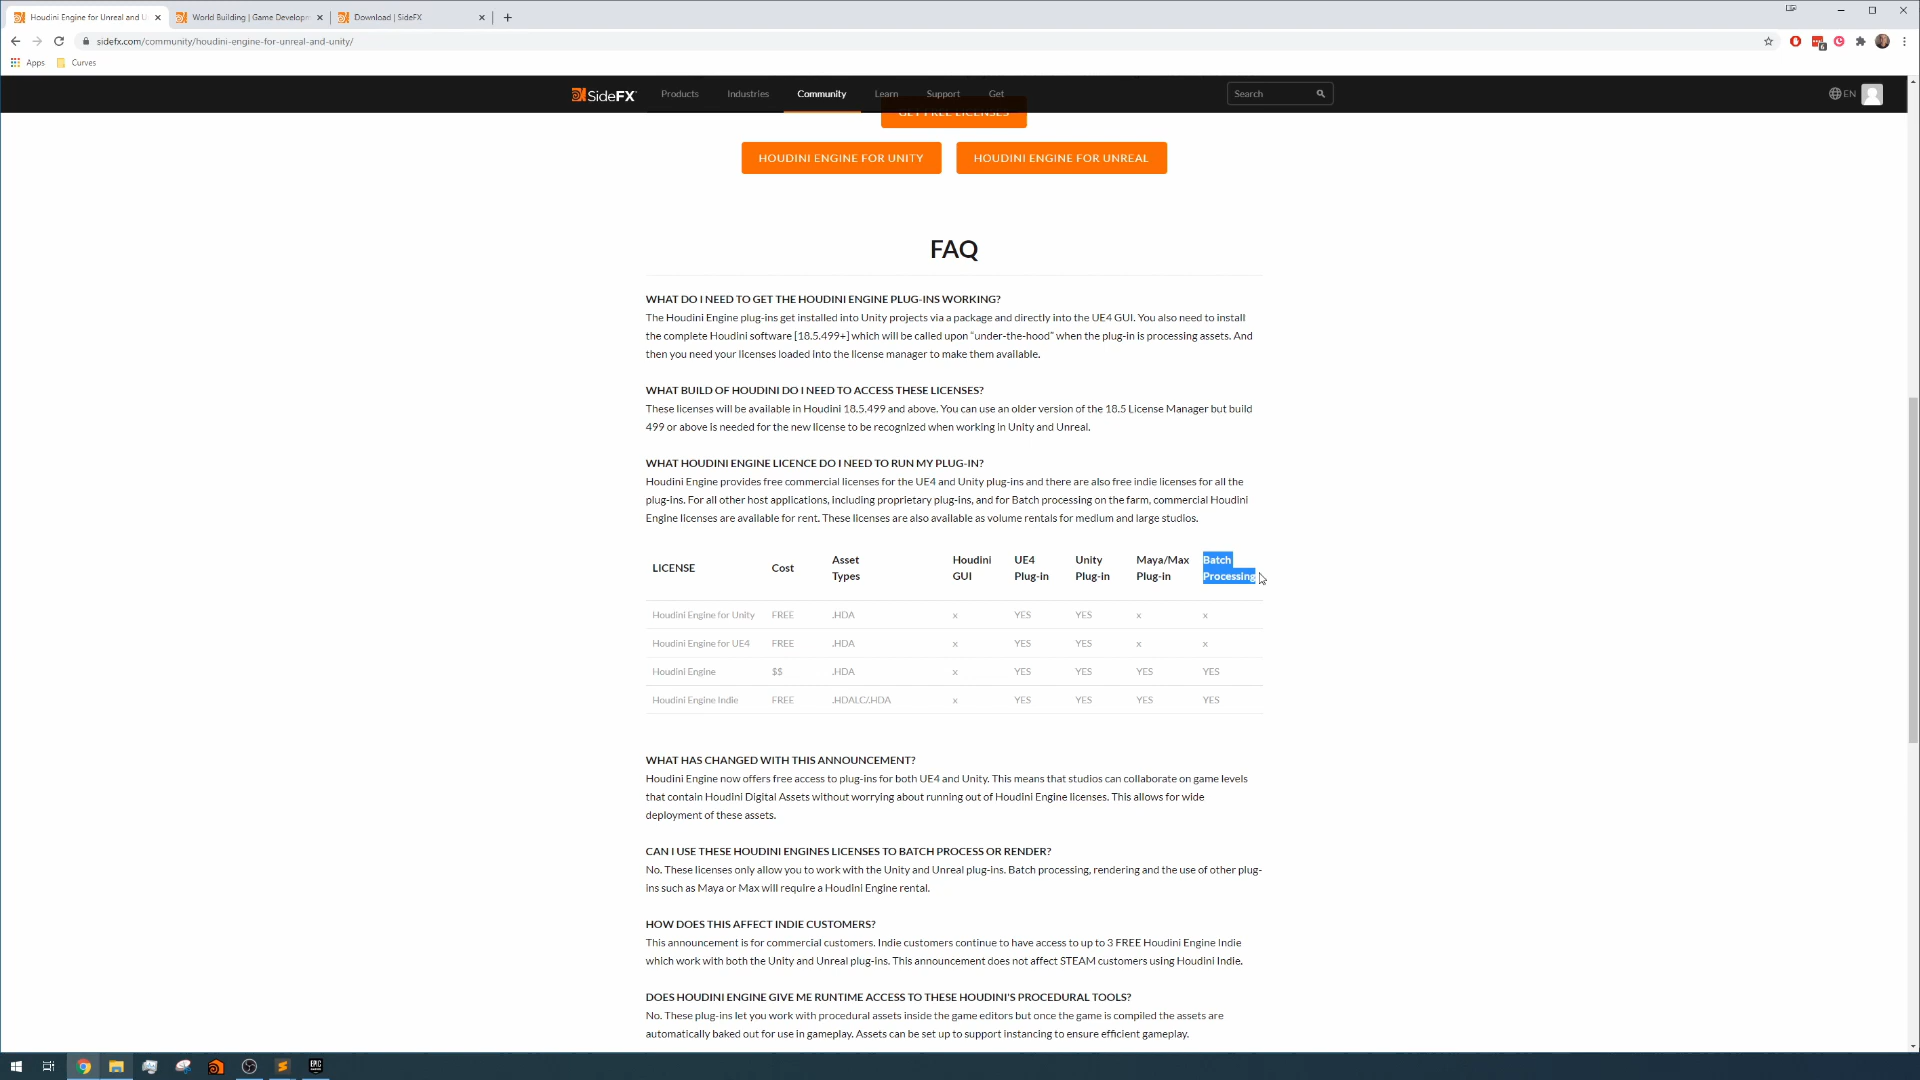 Houdini Engine for Unreal and U
World Building | Game Developm
Download | SideFX
sidefx.com/community/houdini-engine-for-unreal-and-unity/
Apps
Curves
SideFX
Products
Industries
Community
Learn
Support
Get
Search
EN
GET FREE LICENSES
HOUDINI ENGINE FOR UNITY
HOUDINI ENGINE FOR UNREAL
FAQ
WHAT DO I NEED TO GET THE HOUDINI ENGINE PLUG-INS WORKING?
The Houdini Engine plug-ins get installed into Unity projects via a package and directly into the UE4 GUI. You also need to install
the complete Houdini software [18.5.499+] which will be called upon “under-the-hood” when the plug-in is processing assets. And
then you need your licenses loaded into the license manager to make them available.
WHAT BUILD OF HOUDINI DO I NEED TO ACCESS THESE LICENSES?
These licenses will be available in Houdini 18.5.499 and above. You can use an older version of the 18.5 License Manager but build
499 or above is needed for the new license to be recognized when working in Unity and Unreal.
WHAT HOUDINI ENGINE LICENCE DO I NEED TO RUN MY PLUG-IN?
Houdini Engine provides free commercial licenses for the UE4 and Unity plug-ins and there are also free indie licenses for all the
plug-ins. For all other host applications, including proprietary plug-ins, and for Batch processing on the farm, commercial Houdini
Engine licenses are available for rent. These licenses are also available as volume rentals for medium and large studios.
LICENSE Cost Asset Types Houdini GUI UE4 Plug-in Unity Plug-in Maya/Max Plug-in Batch Processing
Houdini Engine for Unity FREE .HDA x YES YES x x
Houdini Engine for UE4 FREE .HDA x YES YES x x
Houdini Engine $$ .HDA x YES YES YES YES
Houdini Engine Indie FREE .HDALC/.HDA x YES YES YES YES
WHAT HAS CHANGED WITH THIS ANNOUNCEMENT?
Houdini Engine now offers free access to plug-ins for both UE4 and Unity. This means that studios can collaborate on game levels
that contain Houdini Digital Assets without worrying about running out of Houdini Engine licenses. This allows for wide
deployment of these assets.
CAN I USE THESE HOUDINI ENGINES LICENSES TO BATCH PROCESS OR RENDER?
No. These licenses only allow you to work with the Unity and Unreal plug-ins. Batch processing, rendering and the use of other plug-
ins such as Maya or Max will require a Houdini Engine rental.
HOW DOES THIS AFFECT INDIE CUSTOMERS?
This announcement is for commercial customers. Indie customers continue to have access to up to 3 FREE Houdini Engine Indie
which work with both the Unity and Unreal plug-ins. This announcement does not affect STEAM customers using Houdini Indie.
DOES HOUDINI ENGINE GIVE ME RUNTIME ACCESS TO THESE HOUDINI'S PROCEDURAL TOOLS?
No. These plug-ins let you work with procedural assets inside the game editors but once the game is compiled the assets are
automatically baked out for use in gameplay. Assets can be set up to support instancing to ensure efficient gameplay.
EPIC